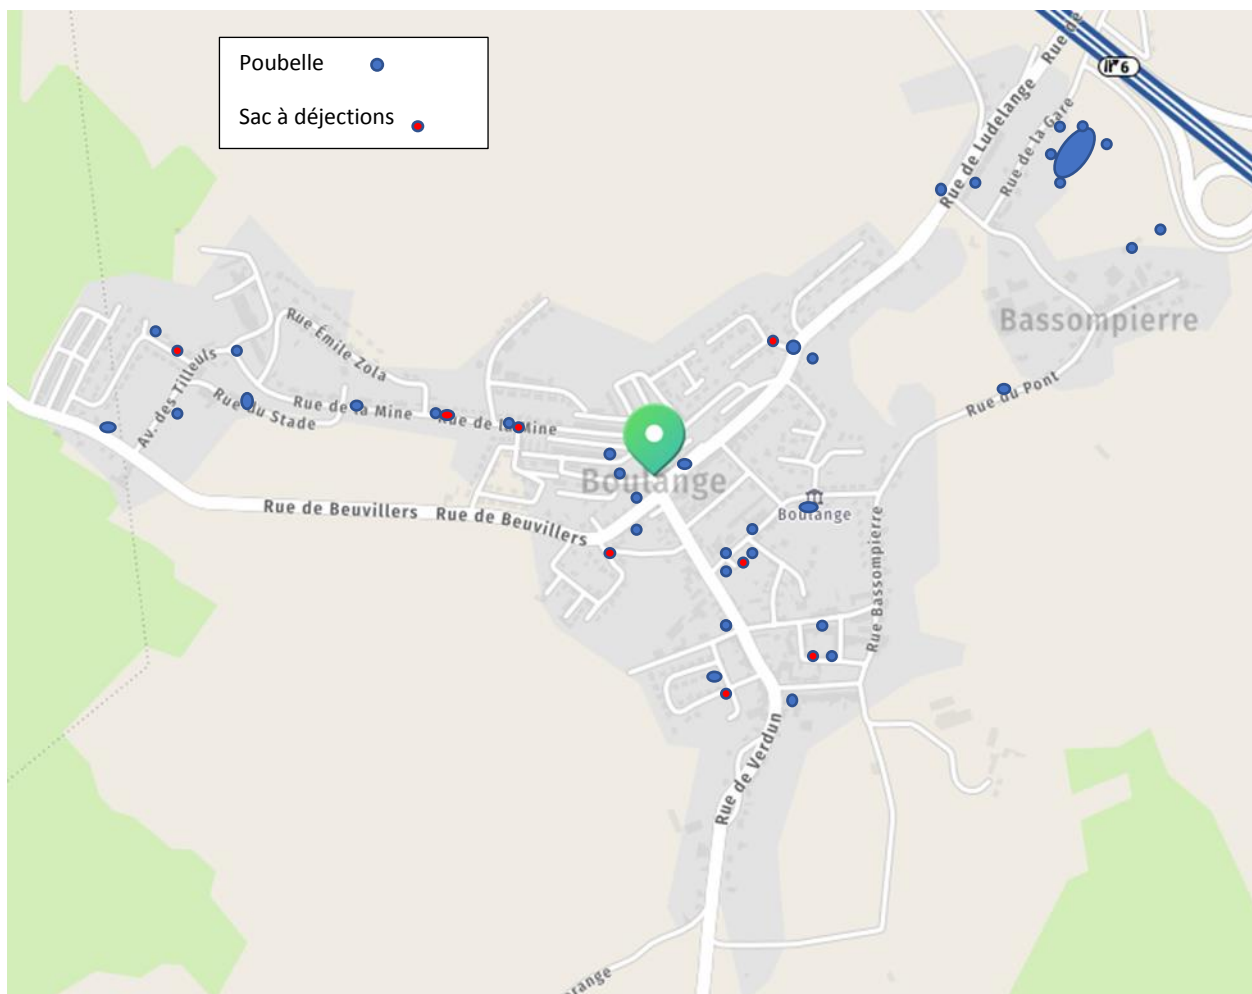 Poubelle
Sac à déjections
Rue de
6
Rue de Ludelange
Rue de la Gare
Bassompierre
Rue Émile Zola
Av. des Tilleuls
Rue du Stade
Rue de la Mine
Rue de la Mine
Rue du Pont
Boulange
Boulange
Rue de Beuvillers
Rue de Beuvillers
Rue Bassompierre
Rue de Verdun